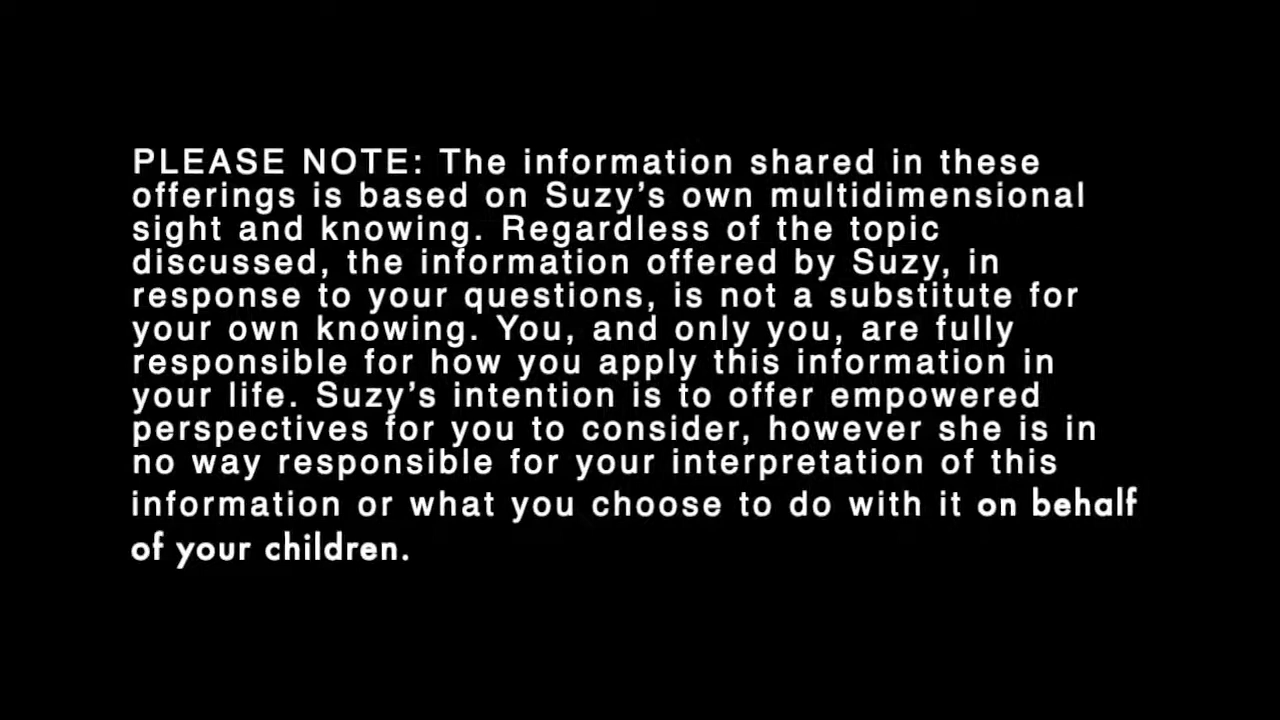 PLEASE NOTE: The information shared in these
offerings is based on Suzy’s own multidimensional
sight and knowing. Regardless of the topic
discussed, the information offered by Suzy, in
response to your questions, is not a substitute for
your own knowing. You, and only you, are fully
responsible for how you apply this information in
your life. Suzy’s intention is to offer empowered
perspectives for you to consider, however she is in
no way responsible for your interpretation of this
information or what you choose to do with it on behalf
of your children.